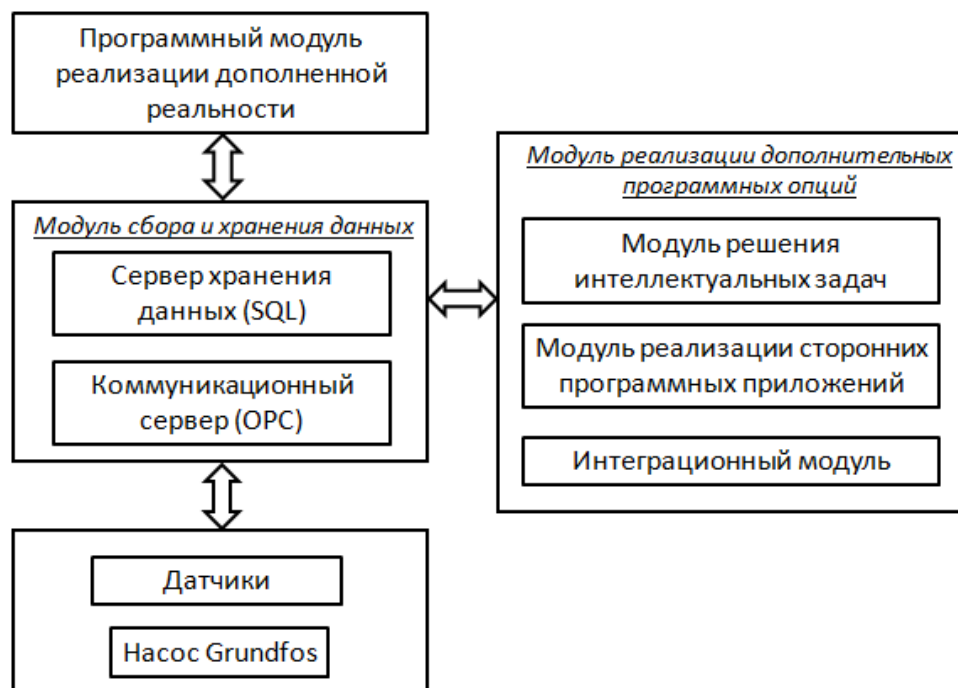 Программный модуль
реализации дополненной
реальности
Модуль сбора и хранения данных
Сервер хранения
данных (SQL)
Коммуникационный
сервер (OPC)
Датчики
Насос Grundfos
Модуль реализации дополнительных
программных опций
Модуль решения
интеллектуальных задач
Модуль реализации сторонних
программных приложений
Интеграционный модуль